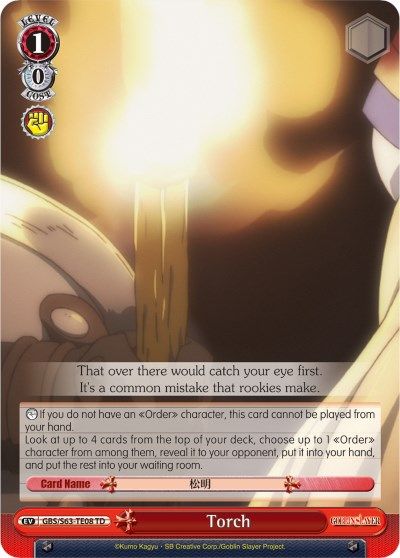 LEVEL
1
0
COST
That over there would catch your eye first.
It's a common mistake that rookies make.
If you do not have an «Order» character, this card cannot be played from
your hand.
Look at up to 4 cards from the top of your deck, choose up to 1 «Order»
character from among them, reveal it to your opponent, put it into your hand,
and put the rest into your waiting room.
Card Name 松明
EV GBS/S63-TE08 TD Torch GOBLIN SLAYER
©Kumo Kagyu・SB Creative Corp./Goblin Slayer Project.